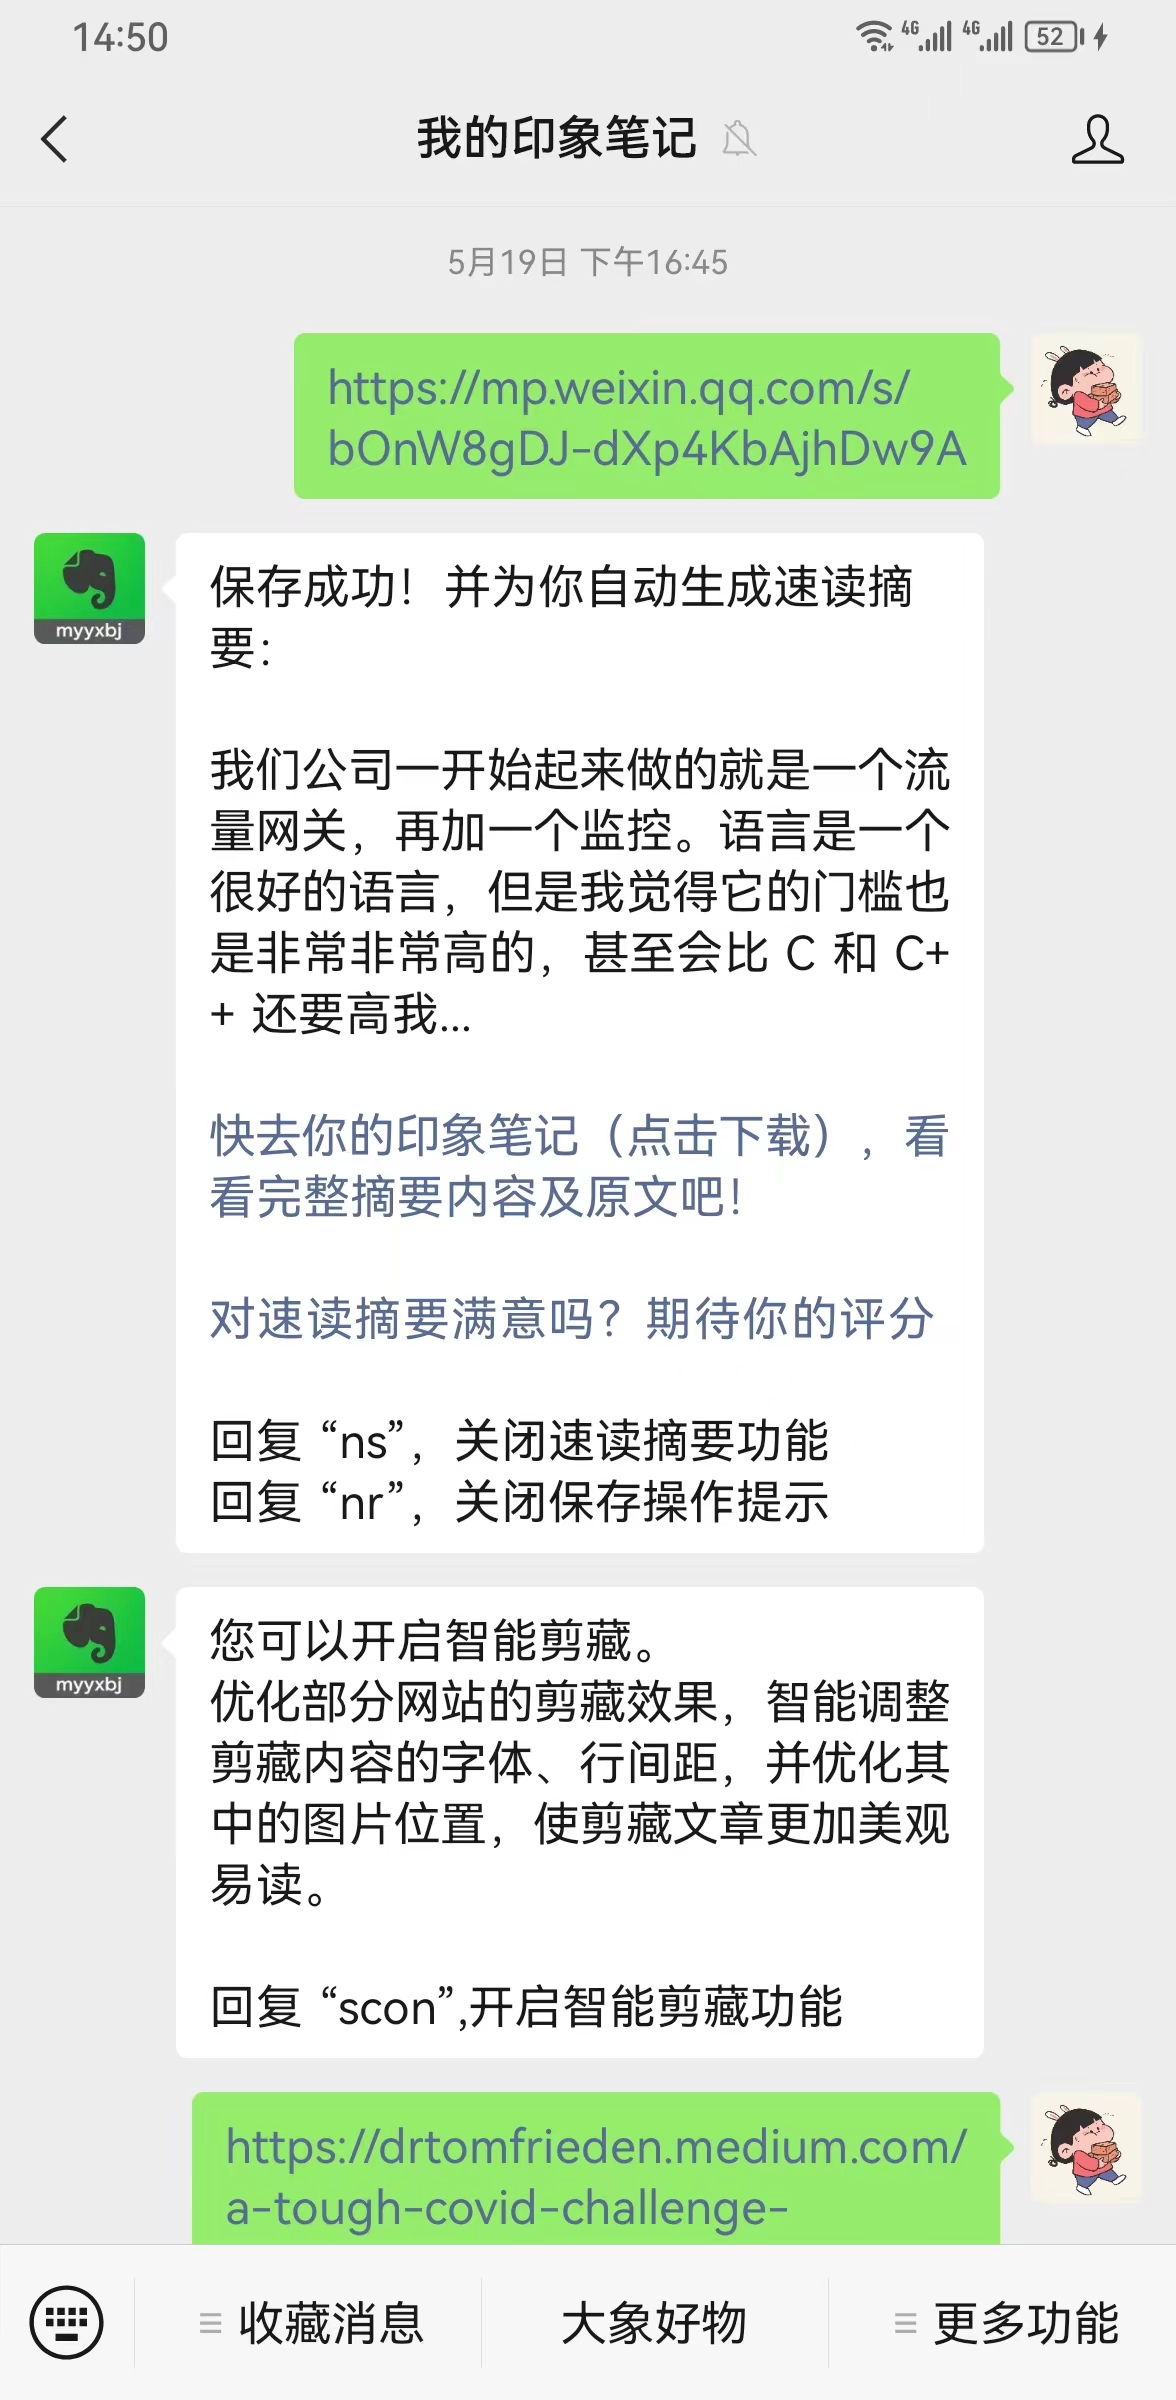 14:50
4G 4G 52
我的印象笔记
5月19日 下午16:45
https://mp.weixin.qq.com/s/
bOnW8gDJ-dXp4KbAjhDw9A
myyxbj
保存成功！并为你自动生成速读摘
要：
我们公司一开始起来做的就是一个流
量网关，再加一个监控。语言是一个
很好的语言，但是我觉得它的门槛也
是非常非常高的，甚至会比 C 和 C+
+ 还要高我...
快去你的印象笔记（点击下载），看
看完整摘要内容及原文吧！
对速读摘要满意吗？期待你的评分
回复 “ns”，关闭速读摘要功能
回复 “nr”，关闭保存操作提示
myyxbj
您可以开启智能剪藏。
优化部分网站的剪藏效果，智能调整
剪藏内容的字体、行间距，并优化其
中的图片位置，使剪藏文章更加美观
易读。
回复 “scon”,开启智能剪藏功能
https://drtomfrieden.medium.com/
a-tough-covid-challenge-
收藏消息 大象好物 更多功能